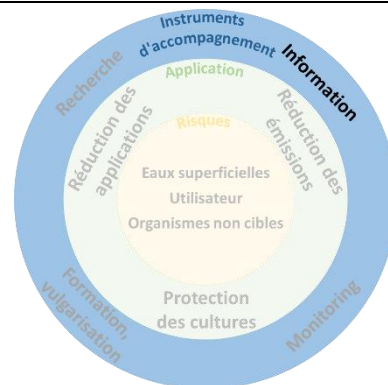 Instruments
d'accompagnement
Information
Recherche
Application
Réduction des
applications
Réduction des
émissions
Risques
Eaux superficielles
Utilisateur
Organismes non cibles
Protection
des cultures
Formation,
vulgarisation
Monitoring